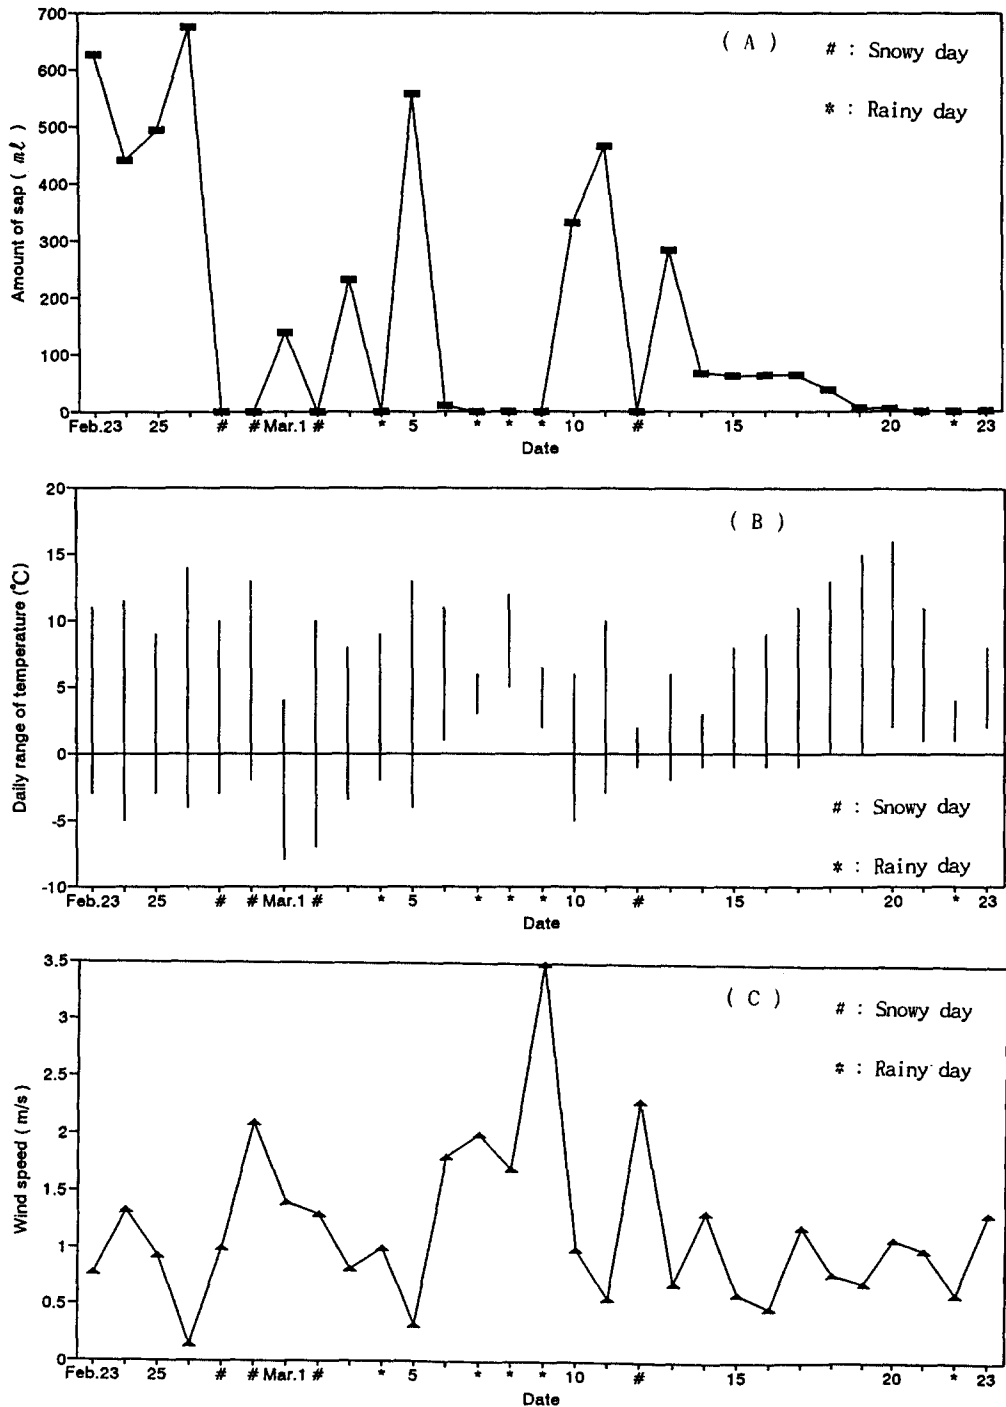 700
600
500
400
300
200
100
0
Amount of sap ( mℓ )
( A )
# : Snowy day
* : Rainy day
Feb.23 25 # # Mar.1 # * 5 * * * 10 # 15 20 * 23
Date
20
15
10
5
0
-5
-10
Daily range of temperature (°C)
( B )
# : Snowy day
* : Rainy day
Feb.23 25 # # Mar.1 # * 5 * * * 10 # 15 20 * 23
Date
3.5
3
2.5
2
1.5
1
0.5
0
Wind speed ( m/s )
( C )
# : Snowy day
* : Rainy day
Feb.23 25 # # Mar.1 # * 5 * * * 10 # 15 20 * 23
Date